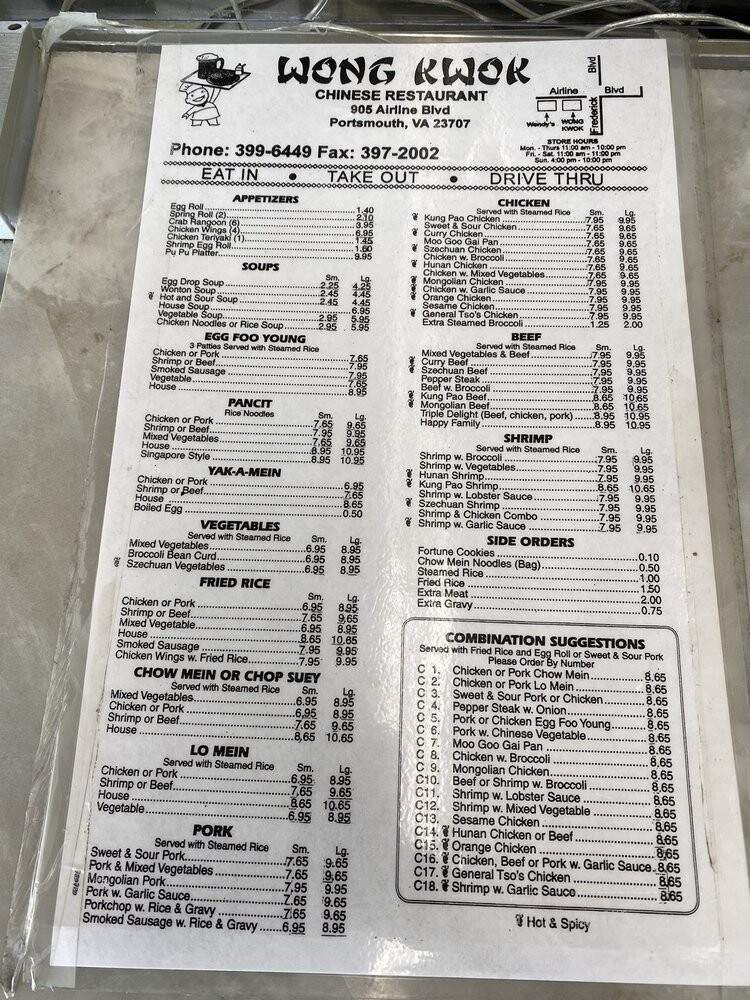 WONG KWOK
CHINESE RESTAURANT
905 Airline Blvd
Portsmouth, VA 23707
Phone: 399-6449 Fax: 397-2002
Airline Blvd
Blvd
Frederick
Wendy's WONG KWOK
STORE HOURS
Mon. - Thurs 11:00 am - 10:00 pm
Fri. - Sat. 11:00 am - 11:00 pm
Sun. 4:00 pm - 10:00 pm
EAT IN • TAKE OUT • DRIVE THRU
APPETIZERS
Egg Roll 1.40
Spring Roll (2) 2.10
Crab Rangoon (6) 3.95
Chicken Wings (4) 6.95
Chicken Teriyaki (1) 1.45
Shrimp Egg Roll 1.60
Pu Pu Platter 9.95
SOUPS
Sm. Lg.
Egg Drop Soup 2.25 4.25
Wonton Soup 2.45 4.45
Hot and Sour Soup 2.45 4.45
House Soup 6.95
Vegetable Soup 2.95 5.95
Chicken Noodles or Rice Soup 2.95 5.95
EGG FOO YOUNG
3 Patties Served with Steamed Rice
Chicken or Pork 7.65
Shrimp or Beef 7.95
Smoked Sausage 7.95
Vegetable 7.65
House 8.95
PANCIT
Rice Noodles Sm. Lg.
Chicken or Pork 7.65 9.65
Shrimp or Beef 7.95 9.95
Mixed Vegetables 7.65 9.65
House 8.95 10.95
Singapore Style 8.95 10.95
YAK-A-MEIN
Chicken or Pork 6.95
Shrimp or Beef 7.65
House 8.65
Boiled Egg 0.50
VEGETABLES
Served with Steamed Rice Sm. Lg.
Mixed Vegetables 6.95 8.95
Broccoli Bean Curd 6.95 8.95
Szechuan Vegetables 6.95 8.95
FRIED RICE
Sm. Lg.
Chicken or Pork 6.95 8.95
Shrimp or Beef 7.65 9.65
Mixed Vegetable 6.95 8.95
House 8.65 10.65
Smoked Sausage 7.95 9.95
Chicken Wings w. Fried Rice 7.95 9.95
CHOW MEIN OR CHOP SUEY
Served with Steamed Rice Sm. Lg.
Mixed Vegetables 6.95 8.95
Chicken or Pork 6.95 8.95
Shrimp or Beef 7.65 9.65
House 8.65 10.65
LO MEIN
Served with Steamed Rice Sm. Lg.
Chicken or Pork 6.95 8.95
Shrimp or Beef 7.65 9.65
House 8.65 10.65
Vegetable 6.95 8.95
PORK
Served with Steamed Rice Sm. Lg.
Sweet & Sour Pork 7.65 9.65
Pork & Mixed Vegetables 7.65 9.65
Mongolian Pork 7.95 9.95
Pork w. Garlic Sauce 7.65 9.65
Porkchop w. Rice & Gravy 7.65 9.65
Smoked Sausage w. Rice & Gravy 6.95 8.95
CHICKEN
Served with Steamed Rice Sm. Lg.
Kung Pao Chicken 7.95 9.95
Sweet & Sour Chicken 7.65 9.65
Curry Chicken 7.65 9.65
Moo Goo Gai Pan 7.65 9.65
Szechuan Chicken 7.65 9.65
Chicken w. Broccoli 7.65 9.65
Hunan Chicken 7.65 9.65
Chicken w. Mixed Vegetables 7.65 9.65
Mongolian Chicken 7.95 9.95
Chicken w. Garlic Sauce 7.65 9.65
Orange Chicken 7.95 9.95
Sesame Chicken 7.95 9.95
General Tso's Chicken 7.95 9.95
Extra Steamed Broccoli 1.25 2.00
BEEF
Served with Steamed Rice Sm. Lg.
Mixed Vegetables & Beef 7.95 9.95
Curry Beef 7.95 9.95
Szechuan Beef 7.95 9.95
Pepper Steak 7.95 9.95
Beef w. Broccoli 7.95 9.95
Kung Pao Beef 8.65 10.65
Mongolian Beef 8.65 10.65
Triple Delight (Beef, chicken, pork) 8.95 10.95
Happy Family 8.95 10.95
SHRIMP
Served with Steamed Rice Sm. Lg.
Shrimp w. Broccoli 7.95 9.95
Shrimp w. Vegetables 7.95 9.95
Hunan Shrimp 7.95 9.95
Kung Pao Shrimp 8.65 10.65
Shrimp w. Lobster Sauce 7.95 9.95
Szechuan Shrimp 7.95 9.95
Shrimp & Chicken Combo 7.95 9.95
Shrimp w. Garlic Sauce 7.95 9.95
SIDE ORDERS
Fortune Cookies 0.10
Chow Mein Noodles (Bag) 0.50
Steamed Rice 1.00
Fried Rice 1.50
Extra Meat 2.00
Extra Gravy 0.75
COMBINATION SUGGESTIONS
Served with Fried Rice and Egg Roll or Sweet & Sour Pork
Please Order By Number
C 1. Chicken or Pork Chow Mein 8.65
C 2. Chicken or Pork Lo Mein 8.65
C 3. Sweet & Sour Pork or Chicken 8.65
C 4. Pepper Steak w. Onion 8.65
C 5. Pork or Chicken Egg Foo Young 8.65
C 6. Pork w. Chinese Vegetable 8.65
C 7. Moo Goo Gai Pan 8.65
C 8. Chicken w. Broccoli 8.65
C 9. Mongolian Chicken 8.65
C10. Beef or Shrimp w. Broccoli 8.65
C11. Shrimp w. Lobster Sauce 8.65
C12. Shrimp w. Mixed Vegetable 8.65
C13. Sesame Chicken 8.65
C14. Hunan Chicken or Beef 8.65
C15. Orange Chicken 8.65
C16. Chicken, Beef or Pork w. Garlic Sauce 8.65
C17. General Tso's Chicken 8.65
C18. Shrimp w. Garlic Sauce 8.65
Hot & Spicy